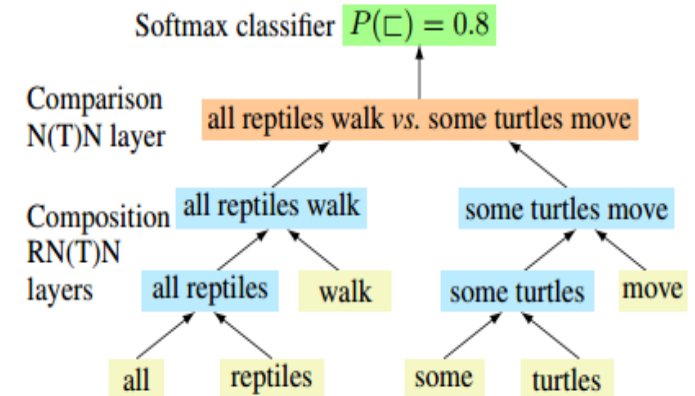 Softmax classifier P(⊏) = 0.8
Comparison
N(T)N layer
all reptiles walk vs. some turtles move
Composition
RN(T)N
layers
all reptiles walk
some turtles move
all reptiles
walk
some turtles
move
all
reptiles
some
turtles